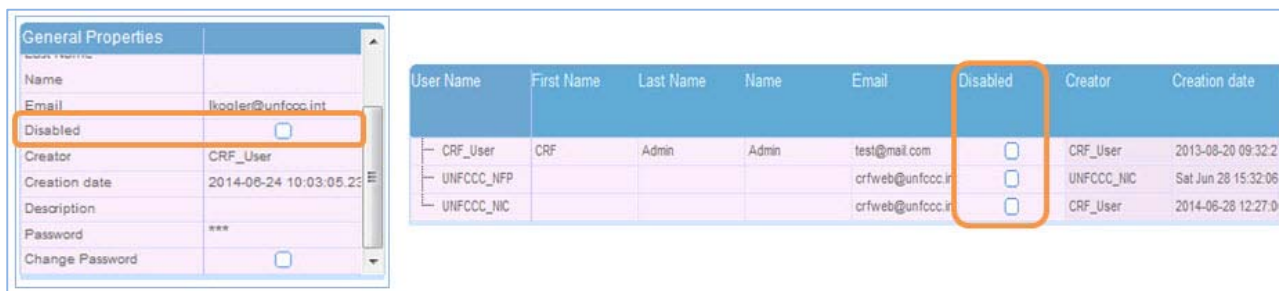 General Properties
Name
Email lkogler@unfccc.int
Disabled
Creator CRF_User
Creation date 2014-06-24 10:03:05.23
Description
Password ***
Change Password
User Name First Name Last Name Name Email Disabled Creator Creation date
CRF_User CRF Admin Admin test@mail.com CRF_User 2013-08-20 09:32:2
UNFCCC_NFP crfweb@unfccc.in UNFCCC_NIC Sat Jun 28 15:32:06
UNFCCC_NIC crfweb@unfccc.in CRF_User 2014-06-28 12:27:0